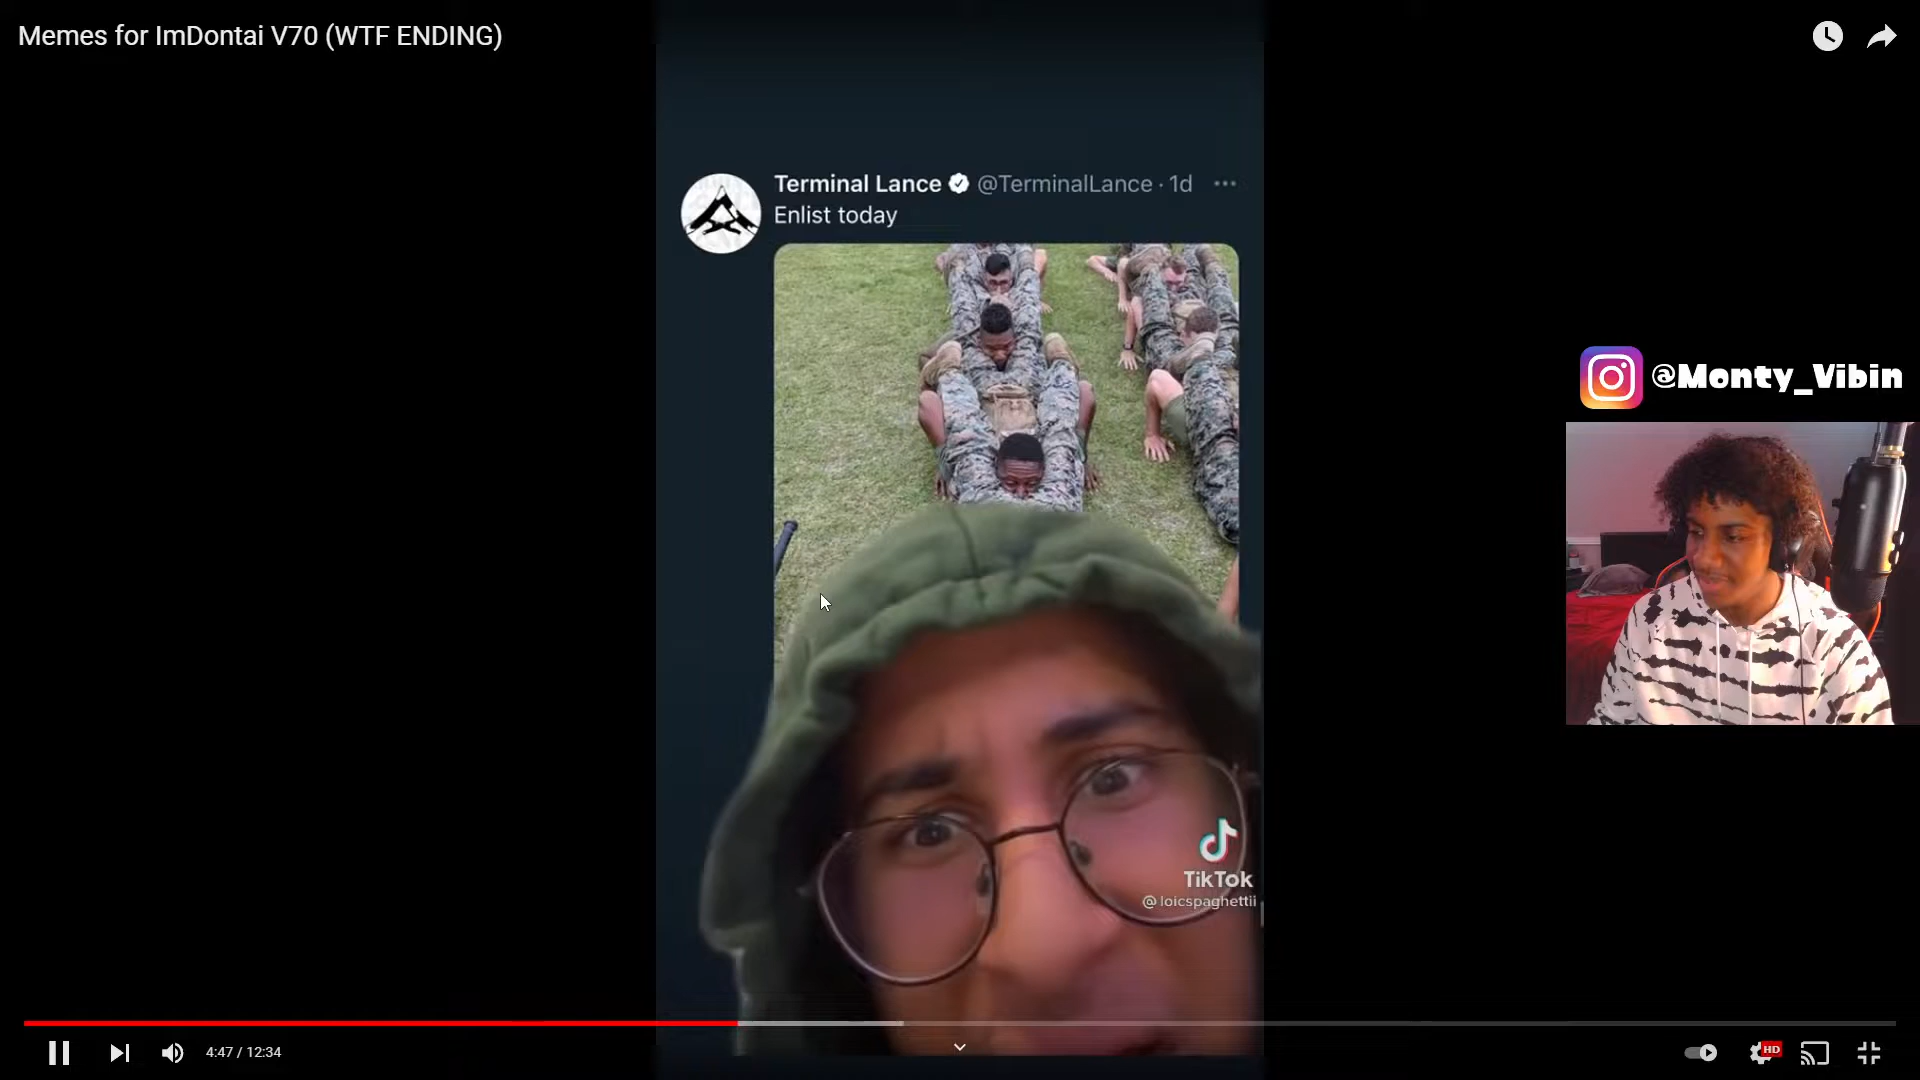 Memes for ImDontai V70 (WTF ENDING)
Terminal Lance @TerminalLance · 1d
Enlist today
@Monty_Vibin
TikTok
@loicspaghettii
4:47 / 12:34
HD